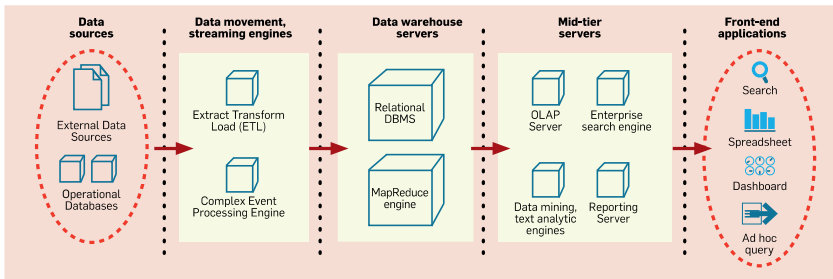 Data
sources
Data movement,
streaming engines
Data warehouse
servers
Mid-tier
servers
Front-end
applications
External Data
Sources
Operational
Databases
Extract Transform
Load (ETL)
Complex Event
Processing Engine
Relational
DBMS
MapReduce
engine
OLAP
Server
Enterprise
search engine
Data mining,
text analytic
engines
Reporting
Server
Search
Spreadsheet
Dashboard
Ad hoc
query